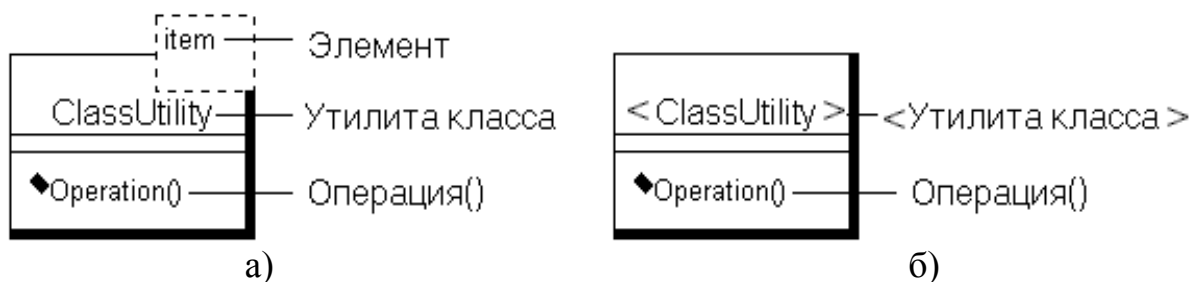 item Элемент
ClassUtility Утилита класса
Operation() Операция()
а)
< ClassUtility > <Утилита класса >
Operation() Операция()
б)